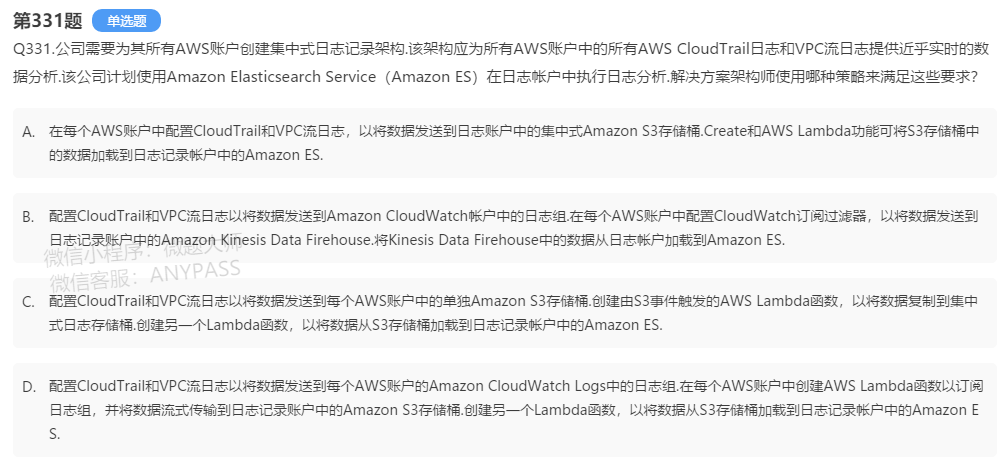 第331题 单选题
Q331.公司需要为其所有AWS账户创建集中式日志记录架构.该架构应为所有AWS账户中的所有AWS CloudTrail日志和VPC流日志提供近乎实时的数
据分析.该公司计划使用Amazon Elasticsearch Service（Amazon ES）在日志帐户中执行日志分析.解决方案架构师使用哪种策略来满足这些要求？
A. 在每个AWS账户中配置CloudTrail和VPC流日志，以将数据发送到日志账户中的集中式Amazon S3存储桶.Create和AWS Lambda功能可将S3存储桶中
的数据加载到日志记录帐户中的Amazon ES.
B. 配置CloudTrail和VPC流日志以将数据发送到Amazon CloudWatch帐户中的日志组.在每个AWS账户中配置CloudWatch订阅过滤器，以将数据发送到
日志记录账户中的Amazon Kinesis Data Firehouse.将Kinesis Data Firehouse中的数据从日志帐户加载到Amazon ES.
微信小程序：微题大师
微信客服：ANYPASS
C. 配置CloudTrail和VPC流日志以将数据发送到每个AWS账户中的单独Amazon S3存储桶.创建由S3事件触发的AWS Lambda函数，以将数据复制到集中
式日志存储桶.创建另一个Lambda函数，以将数据从S3存储桶加载到日志记录帐户中的Amazon ES.
D. 配置CloudTrail和VPC流日志以将数据发送到每个AWS账户的Amazon CloudWatch Logs中的日志组.在每个AWS账户中创建AWS Lambda函数以订阅
日志组，并将数据流式传输到日志记录账户中的Amazon S3存储桶.创建另一个Lambda函数，以将数据从S3存储桶加载到日志记录帐户中的Amazon E
S.